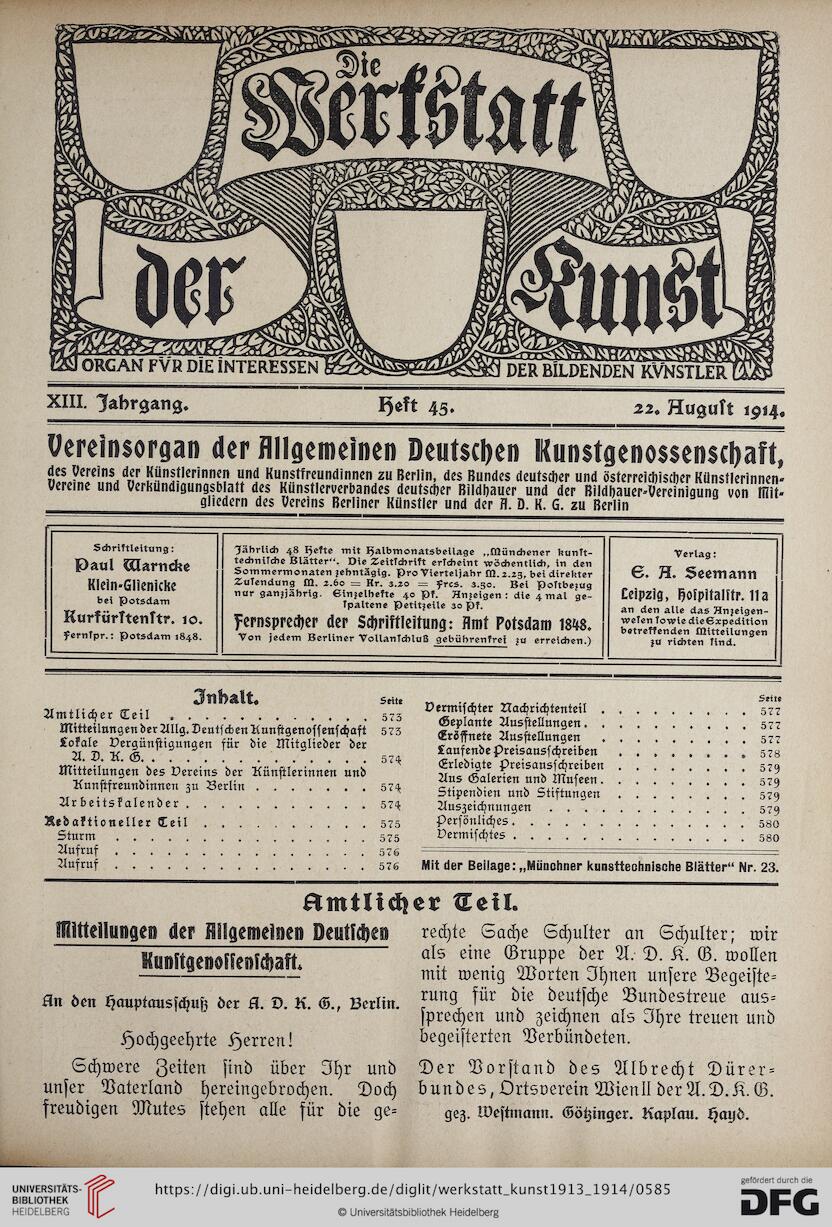 Die
Werkstatt
der Kunst
ORGAN FVR DIE INTERESSEN DER BILDENDEN KVNSTLER
XIII. Jahrgang. Heft 45. 22. August 1914.
Vereinsorgan der Allgemeinen Deutschen Kunstgenossenschaft,
des Vereins der Künstlerinnen und Kunstfreundinnen zu Berlin, des Bundes deutscher und österreichischer Künstlerinnen-
Vereine und Verkündigungsblatt des Künstlerverbandes deutscher Bildhauer und der Bildhauer-Vereinigung von Mit-
gliedern des Vereins Berliner Künstler und der A. D. K. G. zu Berlin
Schriftleitung:
Paul Warncke
Klein-Glienicke
bei Potsdam
Kurfürstenstr. 10.
Fernspr.: Potsdam 1848.
Jährlich 48 Hefte mit Halbmonatsbeilage „Münchener kunst-
technische Blätter“. Die Zeitschrift erscheint wöchentlich, in den
Sommermonaten zehntägig. Pro Vierteljahr M. 2.25, bei direkter
Zusendung M. 2.60 = Kr. 3.20 = Frcs. 3.50. Bei Postbezug
nur ganzjährig. Einzelhefte 40 Pf. Anzeigen: die 4 mal ge-
spaltene Petitzeile 30 Pf.
Fernsprecher der Schriftleitung: Amt Potsdam 1848.
Von jedem Berliner Vollanschluß gebührenfrei zu erreichen.)
Verlag:
E. A. Seemann
Leipzig, Hospitalstr. 11a
an den alle das Anzeigen-
wesen sowie die Expedition
betreffenden Mitteilungen
zu richten sind.
Inhalt. Seite
Amtlicher Teil . . . . . . . . . . . 573
Mitteilungen der Allg. Deutschen Kunstgenossenschaft 573
Lokale Vergünstigungen für die Mitglieder der
A. D. K. G. . . . . . . . . . . . . 574
Mitteilungen des Vereins der Künstlerinnen und
Kunstfreundinnen zu Berlin . . . . . . . 574
Arbeitskalender . . . . . . . . . . . 574
Redaktioneller Teil . . . . . . . . . . 575
Sturm . . . . . . . . . . . . . . 575
Aufruf . . . . . . . . . . . . . . 576
Aufruf . . . . . . . . . . . . . . 576
Seite
Vermischter Nachrichtenteil . . . . . . . . . 577
Geplante Ausstellungen. . . . . . . . . . 577
Eröffnete Ausstellungen . . . . . . . . . 577
Laufende Preisausschreiben . . . . . . . . 578
Erledigte Preisausschreiben . . . . . . . . 579
Aus Galerien und Museen. . . . . . . . . 579
Stipendien und Stiftungen . . . . . . . . 579
Auszeichnungen . . . . . . . . . . . 579
Persönliches. . . . . . . . . . . . . 580
Vermischtes . . . . . . . . . . . . . 580
Mit der Beilage: „Münchner kunsttechnische Blätter“ Nr. 23.
Amtlicher Teil.
Mitteilungen der Allgemeinen Deutschen
Kunstgenossenschaft.
An den Hauptausschuß der A. D. K. G., Berlin.
Hochgeehrte Herren!
Schwere Zeiten sind über Ihr und
unser Vaterland hereingebrochen. Doch
freudigen Mutes stehen alle für die ge-
rechte Sache Schulter an Schulter; wir
als eine Gruppe der A. D. K. G. wollen
mit wenig Worten Ihnen unsere Begeiste-
rung für die deutsche Bundestreue aus-
sprechen und zeichnen als Ihre treuen und
begeisterten Verbündeten.
Der Vorstand des Albrecht Dürer-
bundes, Ortsverein Wien II der A. D. K. G.
gez. Westmann. Götzinger. Kaplau. Hayd.
UNIVERSITÄTS-
BIBLIOTHEK
HEIDELBERG
https://digi.ub.uni-heidelberg.de/diglit/werkstatt_kunst1913_1914/0585
© Universitätsbibliothek Heidelberg
gefördert durch die
DFG